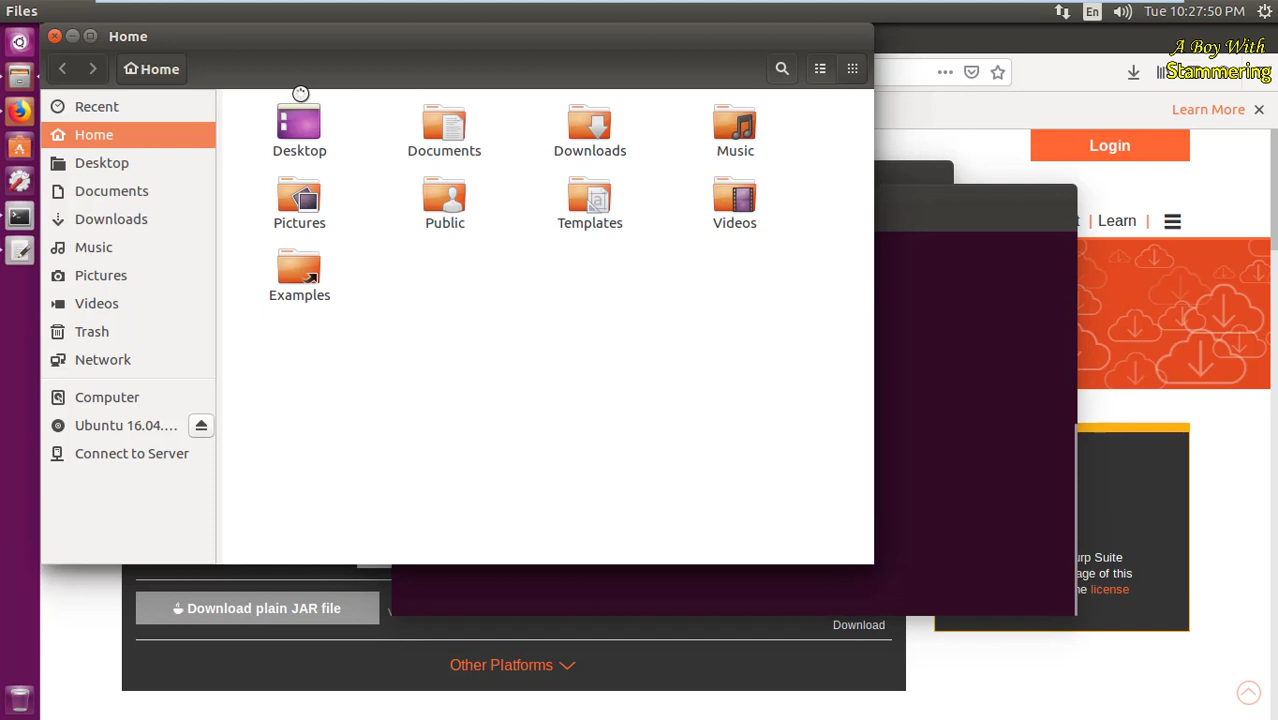 Files
En
Tue 10:27:50 PM
A Boy With
Stammering
Home
Home
Recent
Home
Desktop
Documents
Downloads
Music
Pictures
Videos
Trash
Network
Computer
Ubuntu 16.04....
Connect to Server
Desktop
Documents
Downloads
Music
Pictures
Public
Templates
Videos
Examples
Learn More
Login
Learn |
urp Suite
age of this
license
Download plain JAR file
Download
Other Platforms